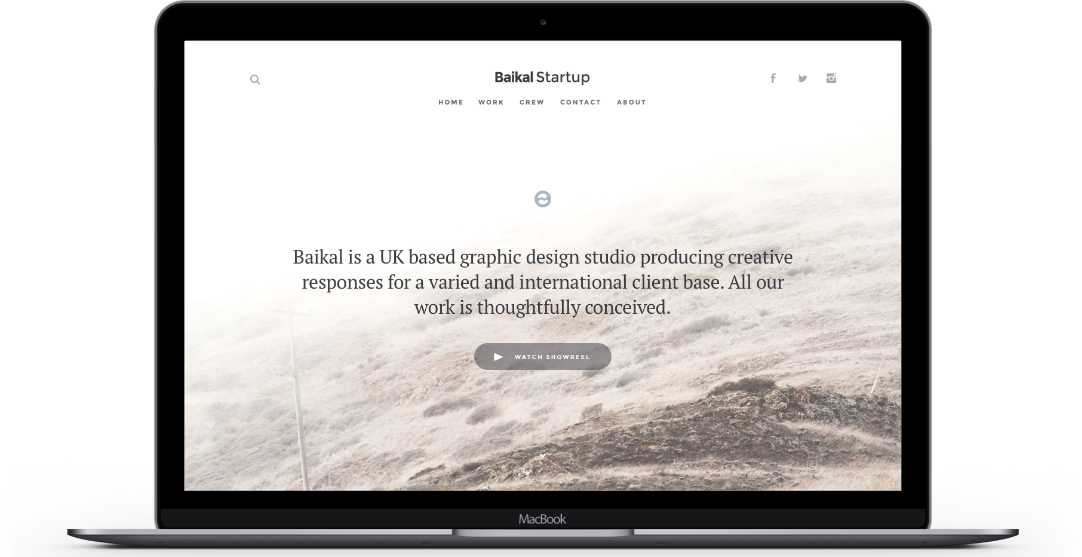 Baikal Startup
HOME WORK CREW CONTACT ABOUT
Baikal is a UK based graphic design studio producing creative
responses for a varied and international client base. All our
work is thoughtfully conceived.
WATCH SHOWREEL
MacBook